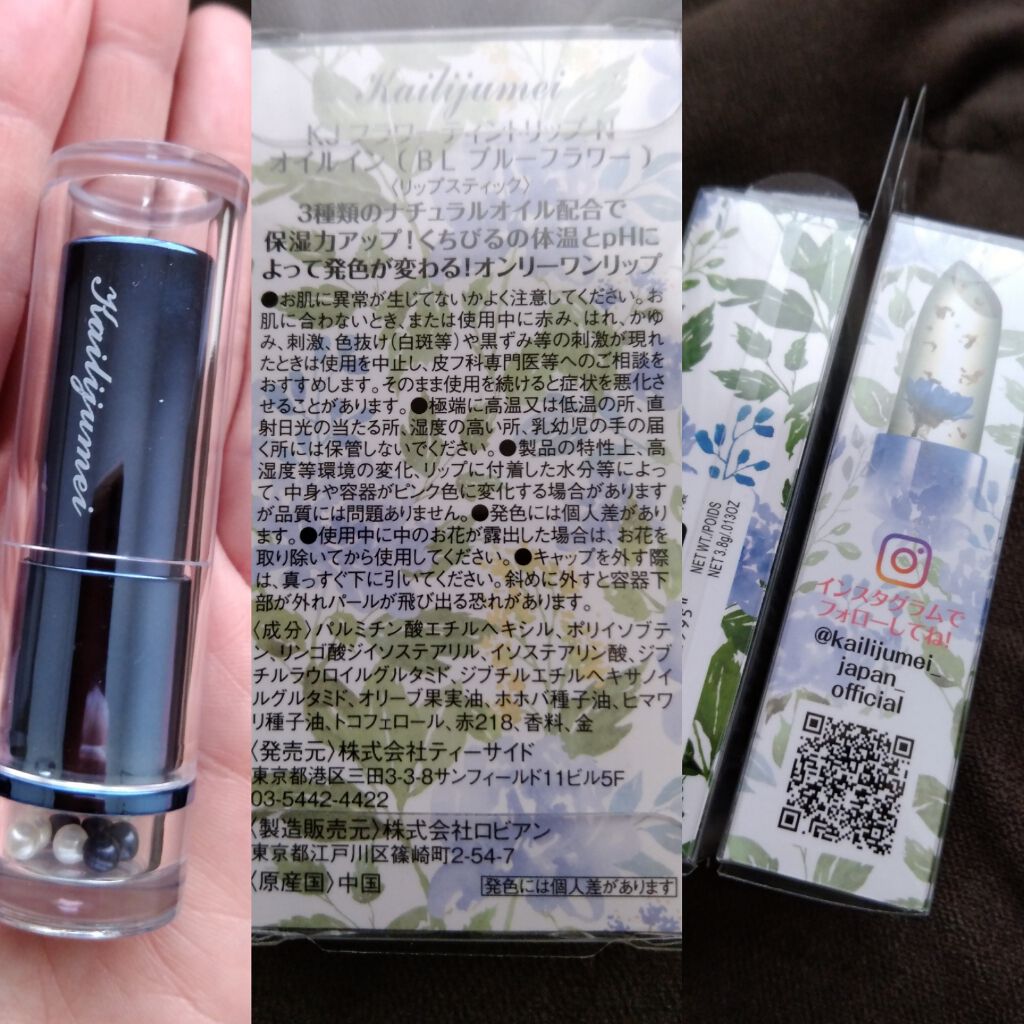 Kailijumei
Kailijumei
KJ フラワーティントリップ N
オイルイン（BL ブルーフラワー）
〈リップスティック〉
3種類のナチュラルオイル配合で
保湿力アップ！くちびるの体温とpHに
よって発色が変わる！オンリーワンリップ
●お肌に異常が生じてないかよく注意してください。お
肌に合わないとき、または使用中に赤み、はれ、かゆ
み、刺激、色抜け(白斑等)や黒ずみ等の刺激が現れ
たときは使用を中止し、皮フ科専門医等へのご相談を
おすすめします。そのまま使用を続けると症状を悪化さ
せることがあります。●極端に高温又は低温の所、直
射日光の当たる所、湿度の高い所、乳幼児の手の届
く所には保管しないでください。●製品の特性上、高
湿度等環境の変化、リップに付着した水分等によっ
て、中身や容器がピンク色に変化する場合があります
が品質には問題ありません。●発色には個人差があり
ます。●使用中に中のお花が露出した場合は、お花を
取り除いてから使用してください。●キャップを外す際
は、真っすぐ下に引いてください。斜めに外すと容器下
部が外れパールが飛び出る恐れがあります。
〈成分〉パルミチン酸エチルヘキシル、ポリイソブテ
ン、リンゴ酸ジイソステアリル、イソステアリン酸、ジブ
チルラウロイルグルタミド、ジブチルエチルヘキサノイ
ルグルタミド、オリーブ果実油、ホホバ種子油、ヒマワ
リ種子油、トコフェロール、赤218、香料、金
〈発売元〉株式会社ティーサイド
東京都港区三田3-3-8サンフィールド11ビル5F
03-5442-4422
〈製造販売元〉株式会社ロビアン
東京都江戸川区篠崎町2-54-7
〈原産国〉中国
発色には個人差があります
NET WT./POIDS
NET 3.8g/.013OZ
インスタグラムで
フォローしてね!
@kailijumei_
japan_
official